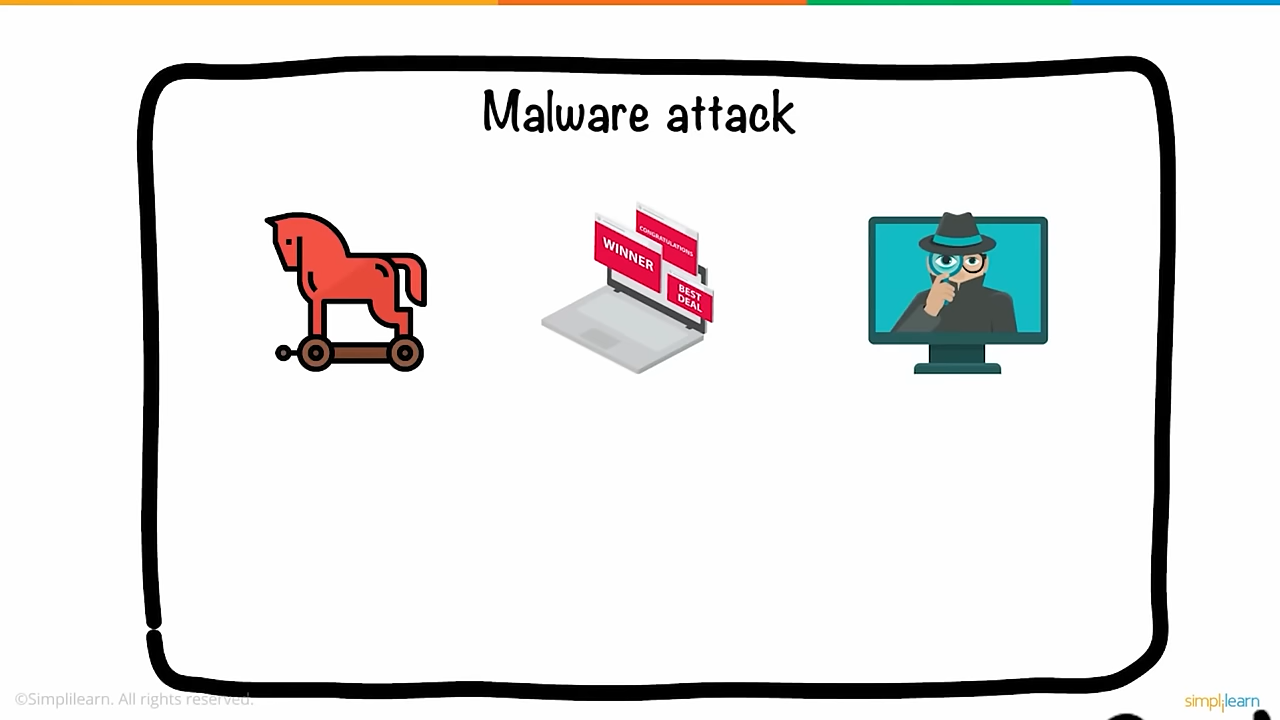 Malware attack
CONGRATULATIONS
WINNER
BEST
DEAL
©Simplilearn. All rights reserved.
simplilearn